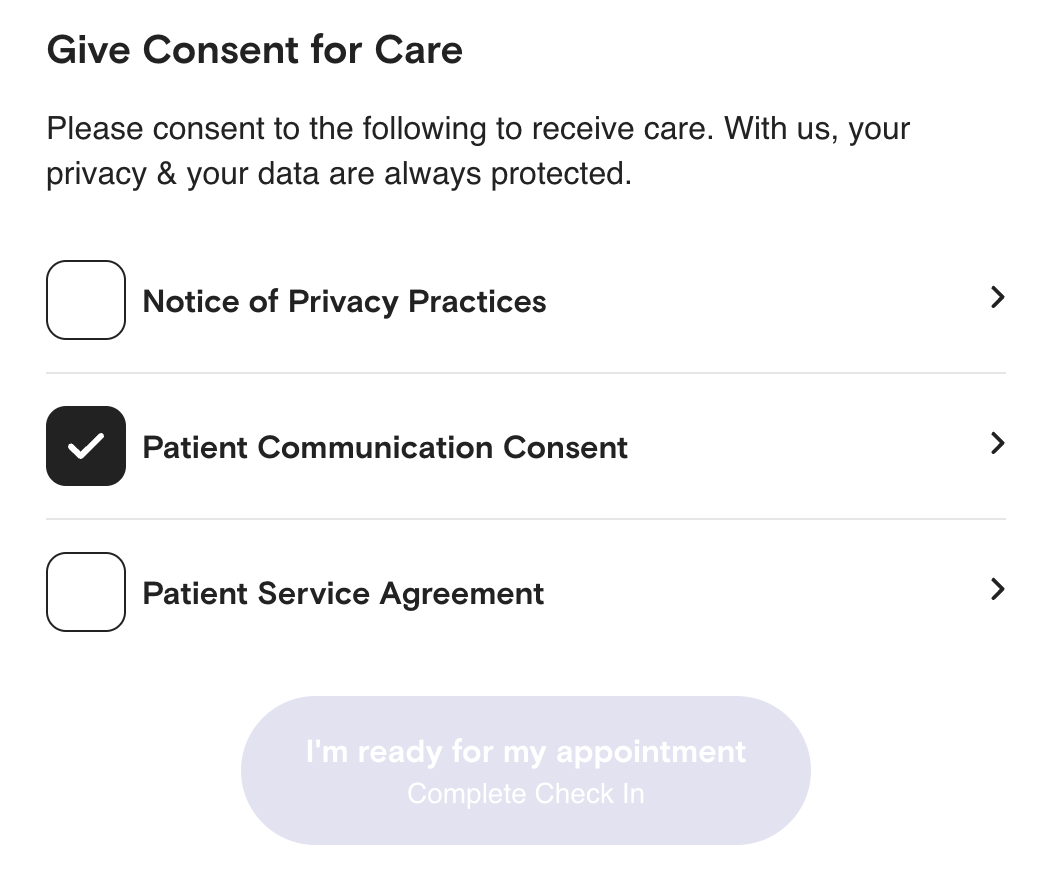 Give Consent for Care
Please consent to the following to receive care. With us, your
privacy & your data are always protected.
Notice of Privacy Practices
Patient Communication Consent
Patient Service Agreement
I'm ready for my appointment
Complete Check In